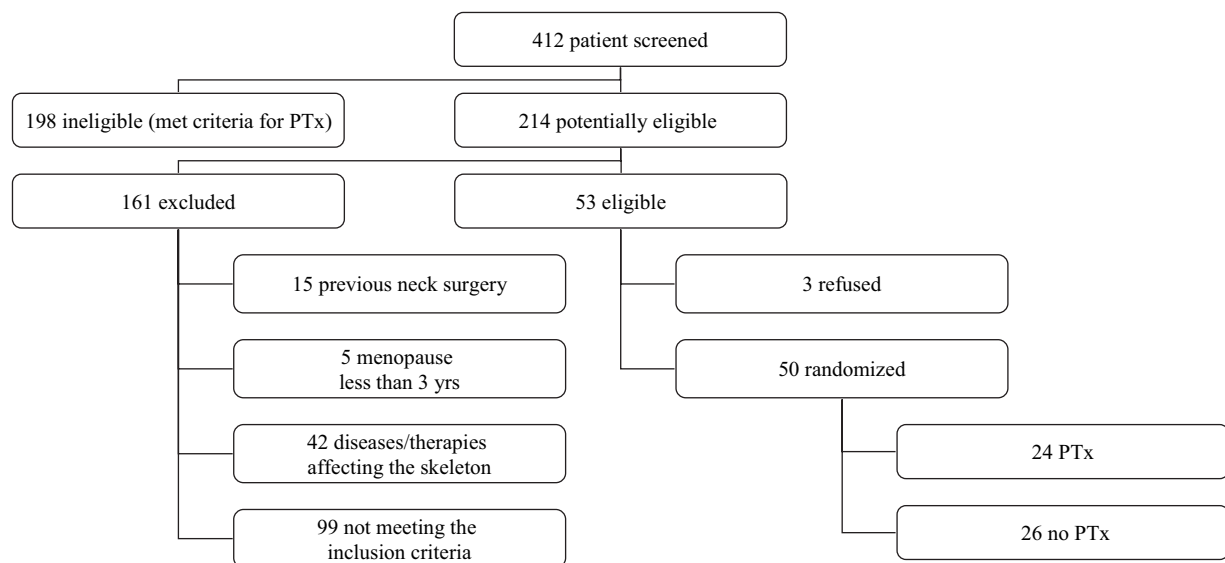 412 patient screened
198 ineligible (met criteria for PTx)
214 potentially eligible
161 excluded
53 eligible
15 previous neck surgery
3 refused
5 menopause
less than 3 yrs
50 randomized
42 diseases/therapies
affecting the skeleton
24 PTx
99 not meeting the
inclusion criteria
26 no PTx